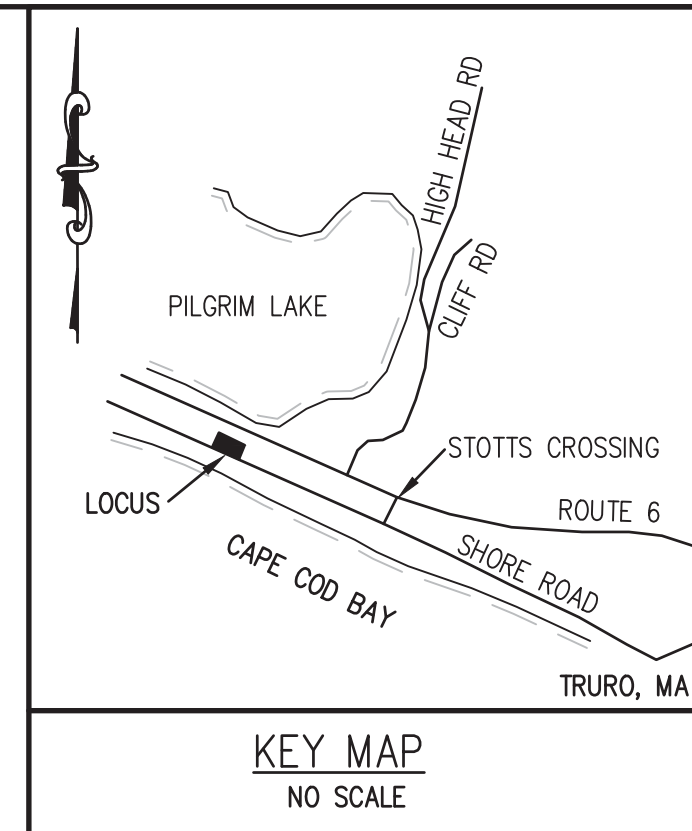 HIGH HEAD RD
CLIFF RD
PILGRIM LAKE
STOTTS CROSSING
LOCUS
ROUTE 6
SHORE ROAD
CAPE COD BAY
TRURO, MA
KEY MAP
NO SCALE